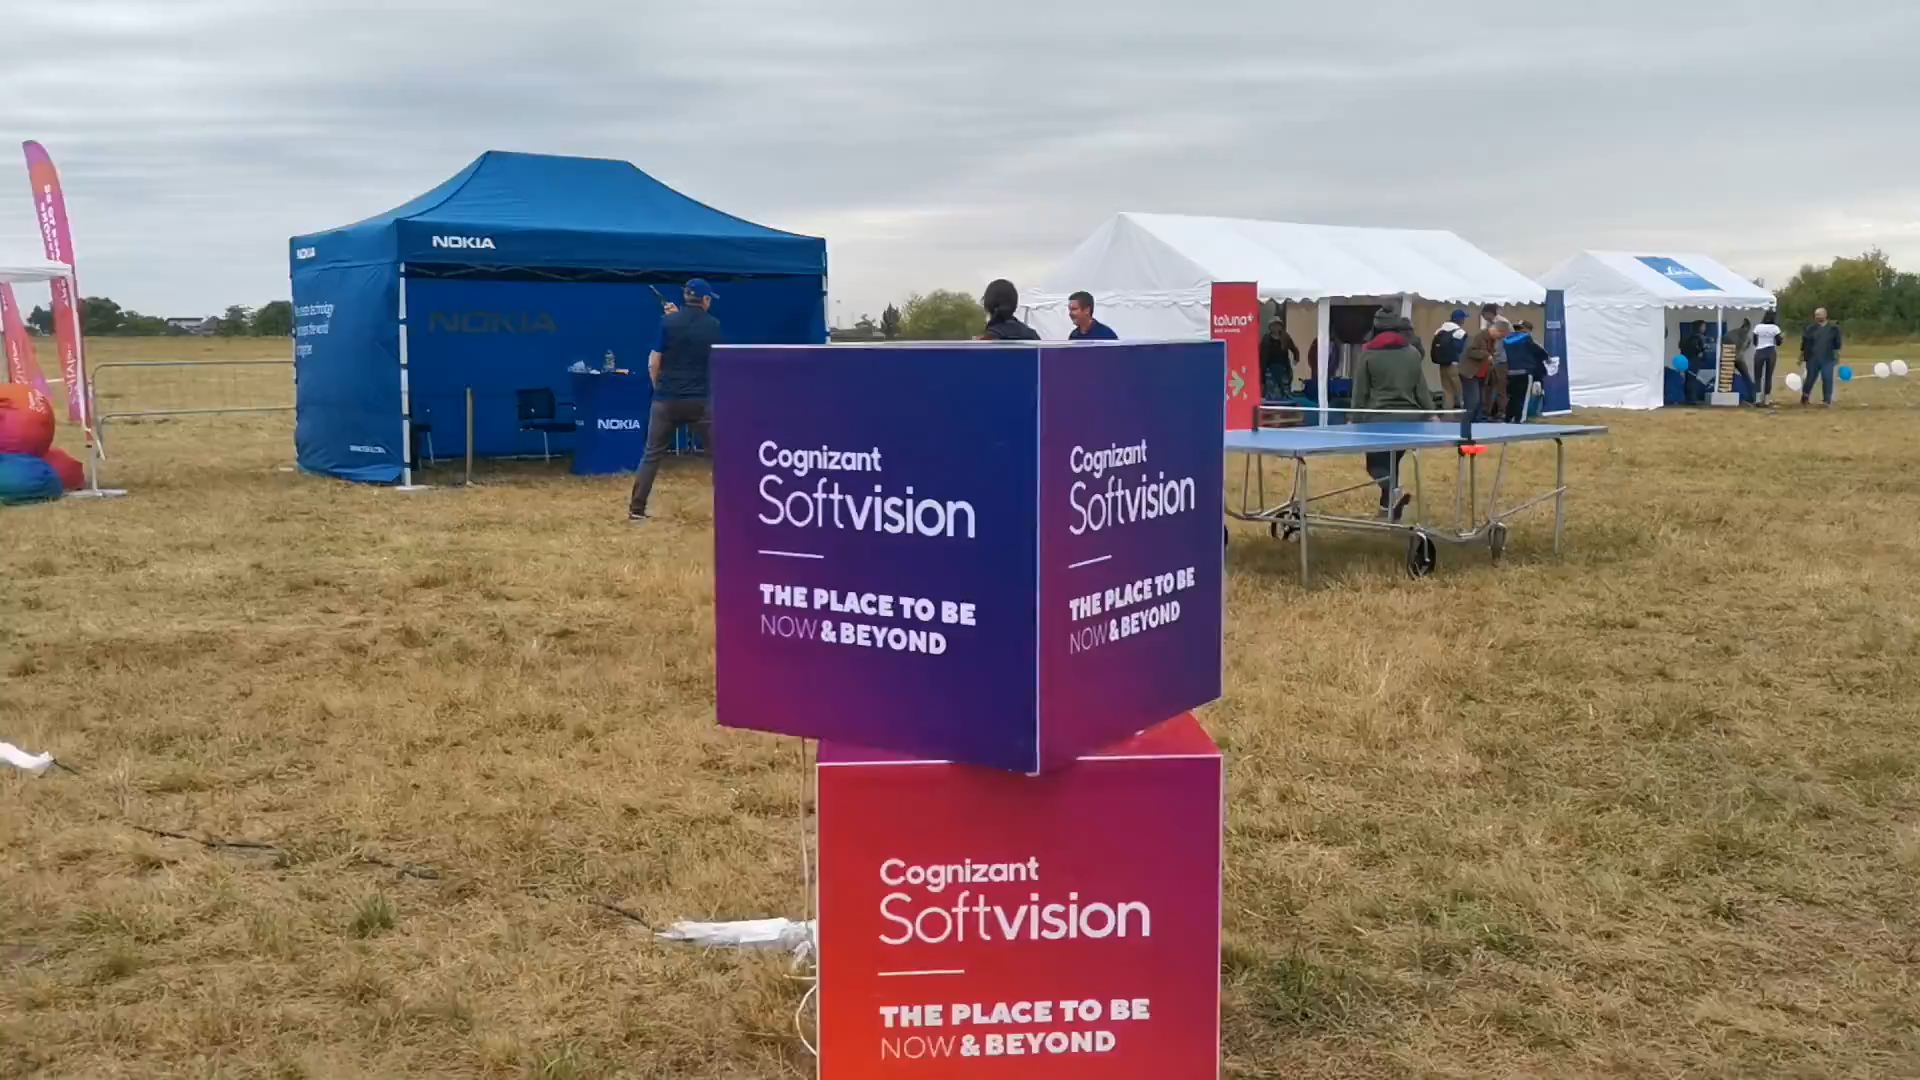 NOKIA
NOKIA
NOKIA
NOKIA
toluna
Cognizant
Softvision
THE PLACE TO BE
NOW & BEYOND
Cognizant
Softvision
THE PLACE TO BE
NOW & BEYOND
Cognizant
Softvision
THE PLACE TO BE
NOW & BEYOND